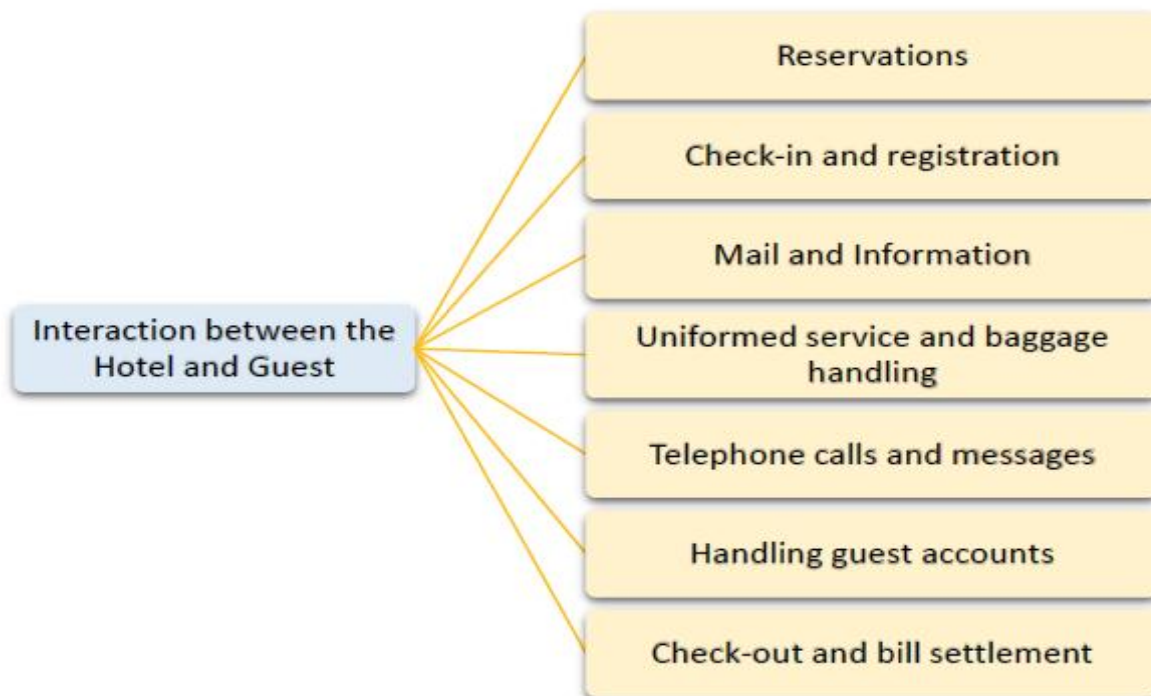 Reservations
Check-in and registration
Mail and Information
Interaction between the
Hotel and Guest
Uniformed service and baggage
handling
Telephone calls and messages
Handling guest accounts
Check-out and bill settlement